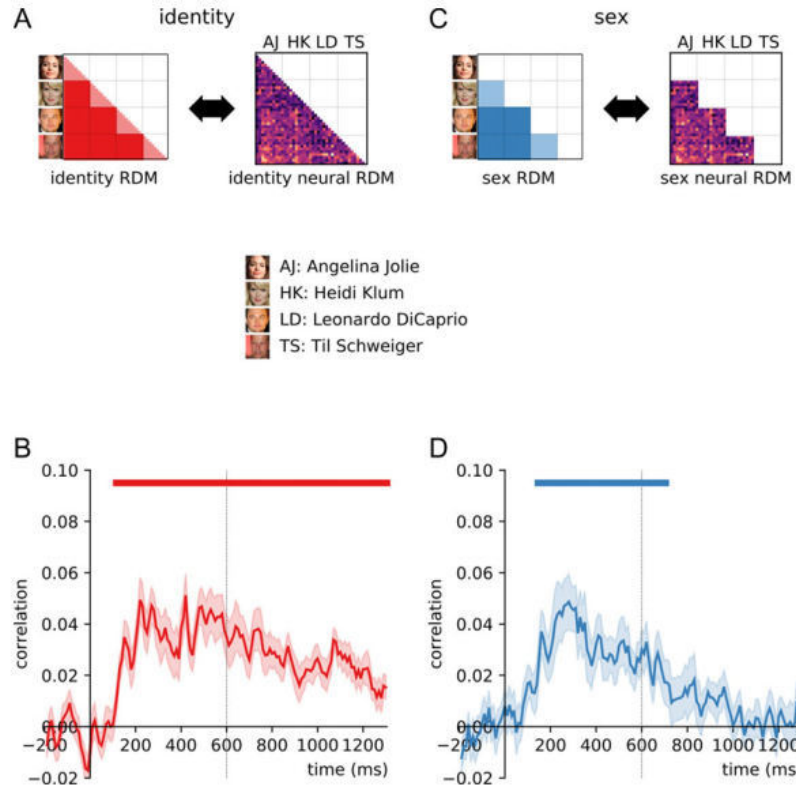 A identity C sex
AJ HK LD TS AJ HK LD TS
identity RDM identity neural RDM sex RDM sex neural RDM
AJ: Angelina Jolie
HK: Heidi Klum
LD: Leonardo DiCaprio
TS: Til Schweiger
B D
0.10 0.10
0.08 0.08
0.06 0.06
0.04 0.04
0.02 0.02
0.00 0.00
−0.02 −0.02
correlation correlation
−200 200 400 600 800 1000 1200 −200 200 400 600 800 1000 1200
time (ms) time (ms)